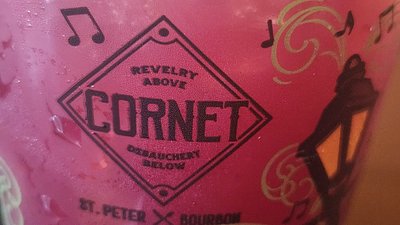 REVELRY
ABOVE
CORNET
DEBAUCHERY
BELOW
ST. PETER X BOURBON